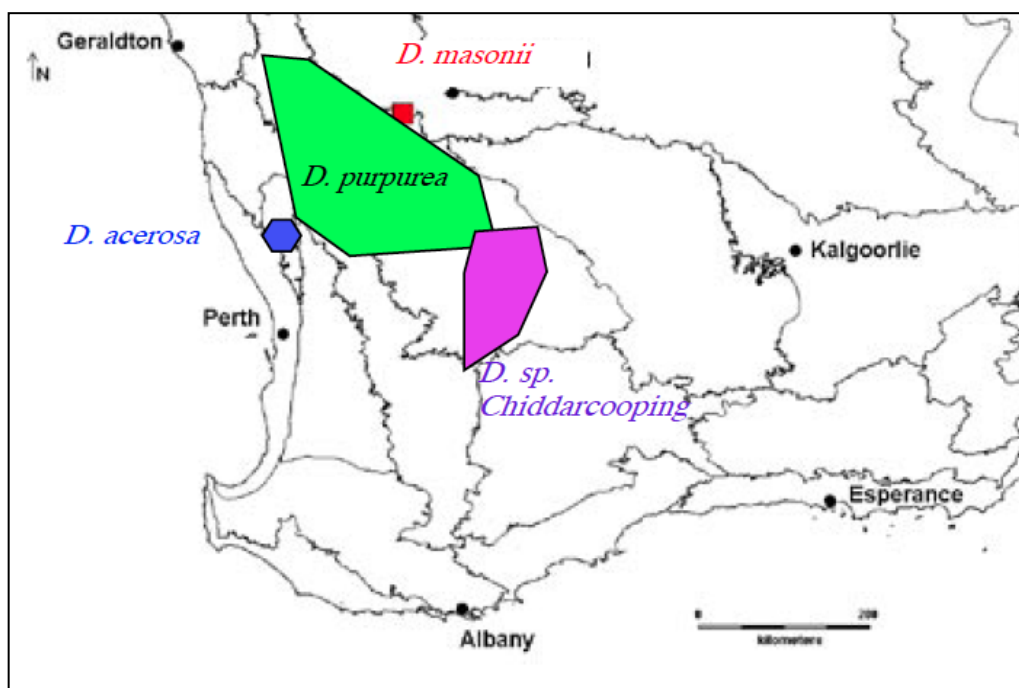 Geraldton
N
D. masonii
D. purpurea
D. acerosa
Kalgoorlie
Perth
D. sp.
Chiddarcooping
Esperance
Albany
0 200
kilometers